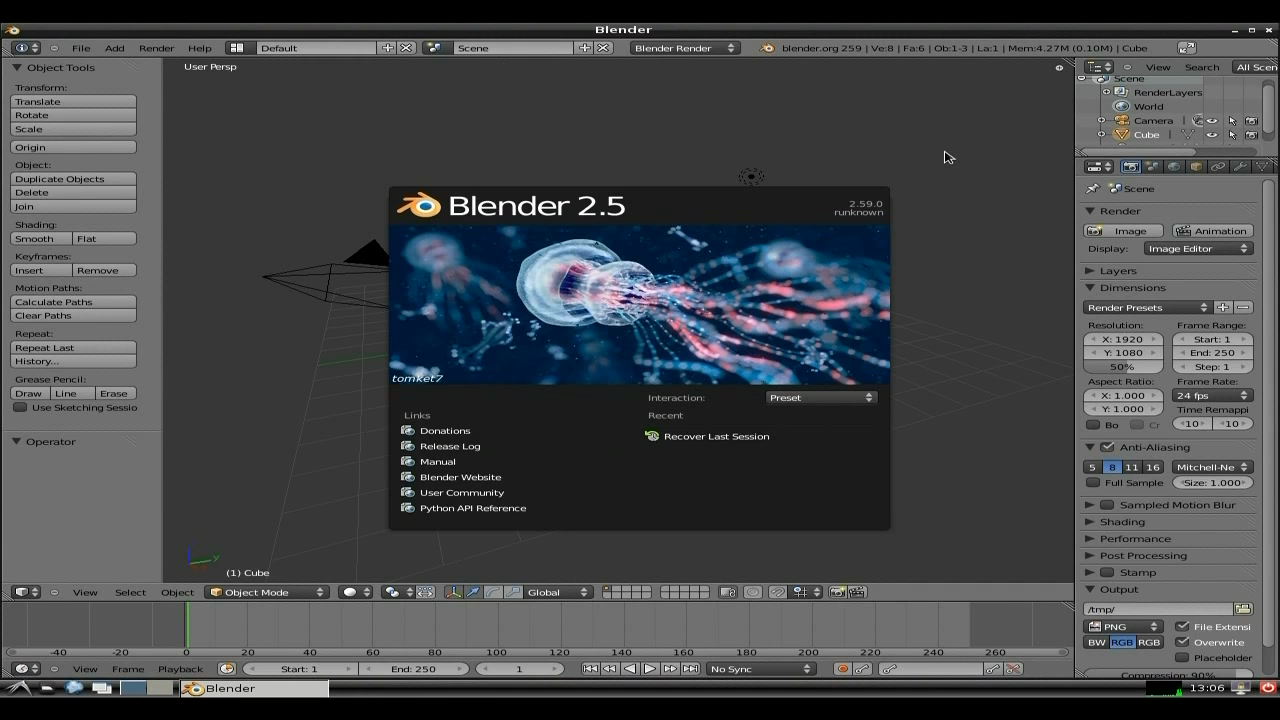 Blender
File Add Render Help Default Scene Blender Render blender.org 259 | Ve:8 | Fa:6 | Ob:1-3 | La:1 | Mem:4.27M (0.10M) | Cube
Object Tools
Transform:
Translate
Rotate
Scale
Origin
Object:
Duplicate Objects
Delete
Join
Shading:
Smooth Flat
Keyframes:
Insert Remove
Motion Paths:
Calculate Paths
Clear Paths
Repeat:
Repeat Last
History...
Grease Pencil:
Draw Line Erase
Use Sketching Sessio
Operator
User Persp
Blender 2.5
2.59.0
runknown
tomket7
Interaction: Preset
Links
Donations
Release Log
Manual
Blender Website
User Community
Python API Reference
Recent
Recover Last Session
y
(1) Cube
View Select Object Object Mode Global
-40 -20 0 20 40 60 80 100 120 140 160 180 200 220 240 260
View Frame Playback Start: 1 End: 250 1 No Sync
View Search All Scen
Scene
RenderLayers
World
Camera
Cube
Scene
Render
Image Animation
Display: Image Editor
Layers
Dimensions
Render Presets
Resolution: Frame Range:
X: 1920 Start: 1
Y: 1080 End: 250
50% Step: 1
Aspect Ratio: Frame Rate:
X: 1.000 24 fps
Y: 1.000 Time Remappi
Bo Cr 10 10
Anti-Aliasing
5 8 11 16 Mitchell-Ne
Full Sample Size: 1.000
Sampled Motion Blur
Shading
Performance
Post Processing
Stamp
Output
/tmp/
PNG File Extensi
BW RGB RGB Overwrite
Placeholder
Compression: 90%
Blender 13:06